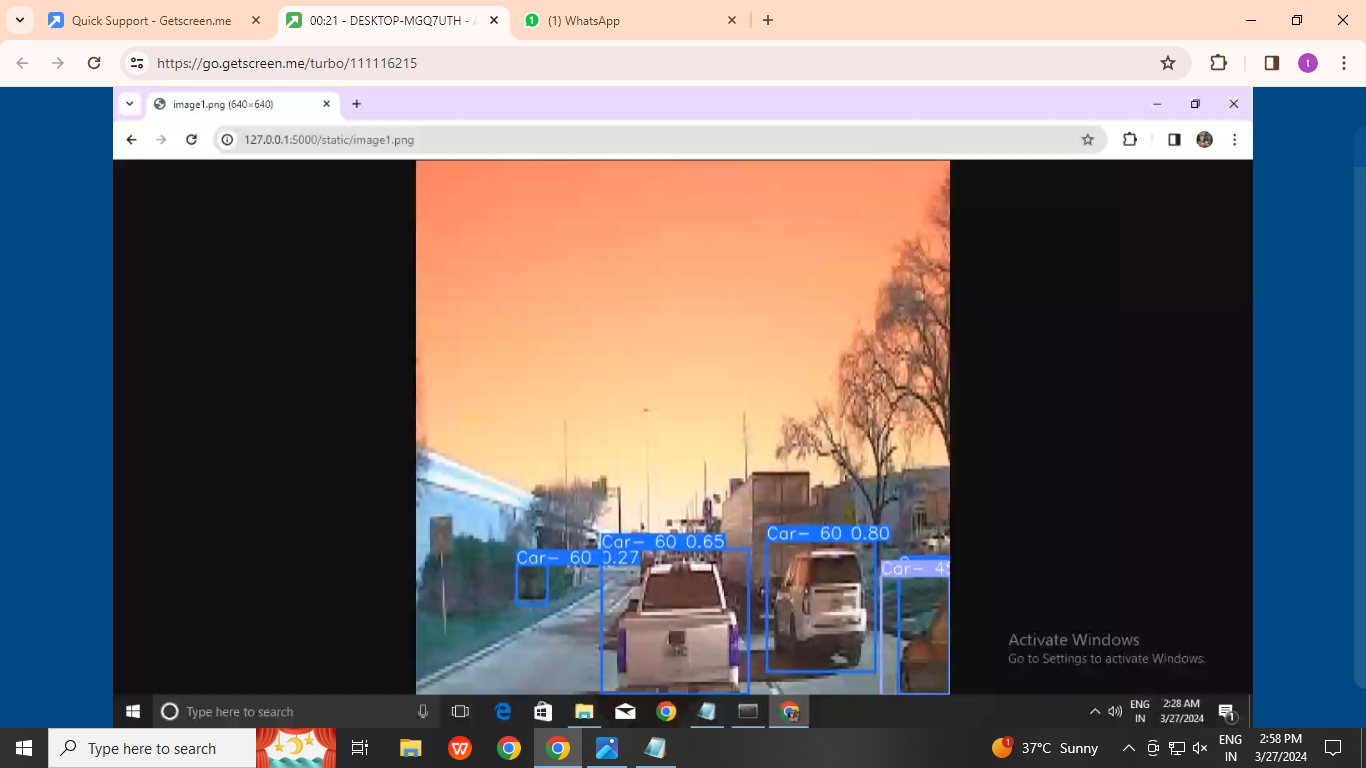 Quick Support - Getscreen.me
00:21 - DESKTOP-MGQ7UTH -
(1) WhatsApp
https://go.getscreen.me/turbo/111116215
t
image1.png (640×640)
127.0.0.1:5000/static/image1.png
Car- 60 0.80
Car- 60 0.65
Car- 60 0.27
Car- 45
Activate Windows
Go to Settings to activate Windows.
Type here to search
ENG
IN
2:28 AM
3/27/2024
1
Type here to search
1
37°C Sunny
ENG
IN
2:58 PM
3/27/2024